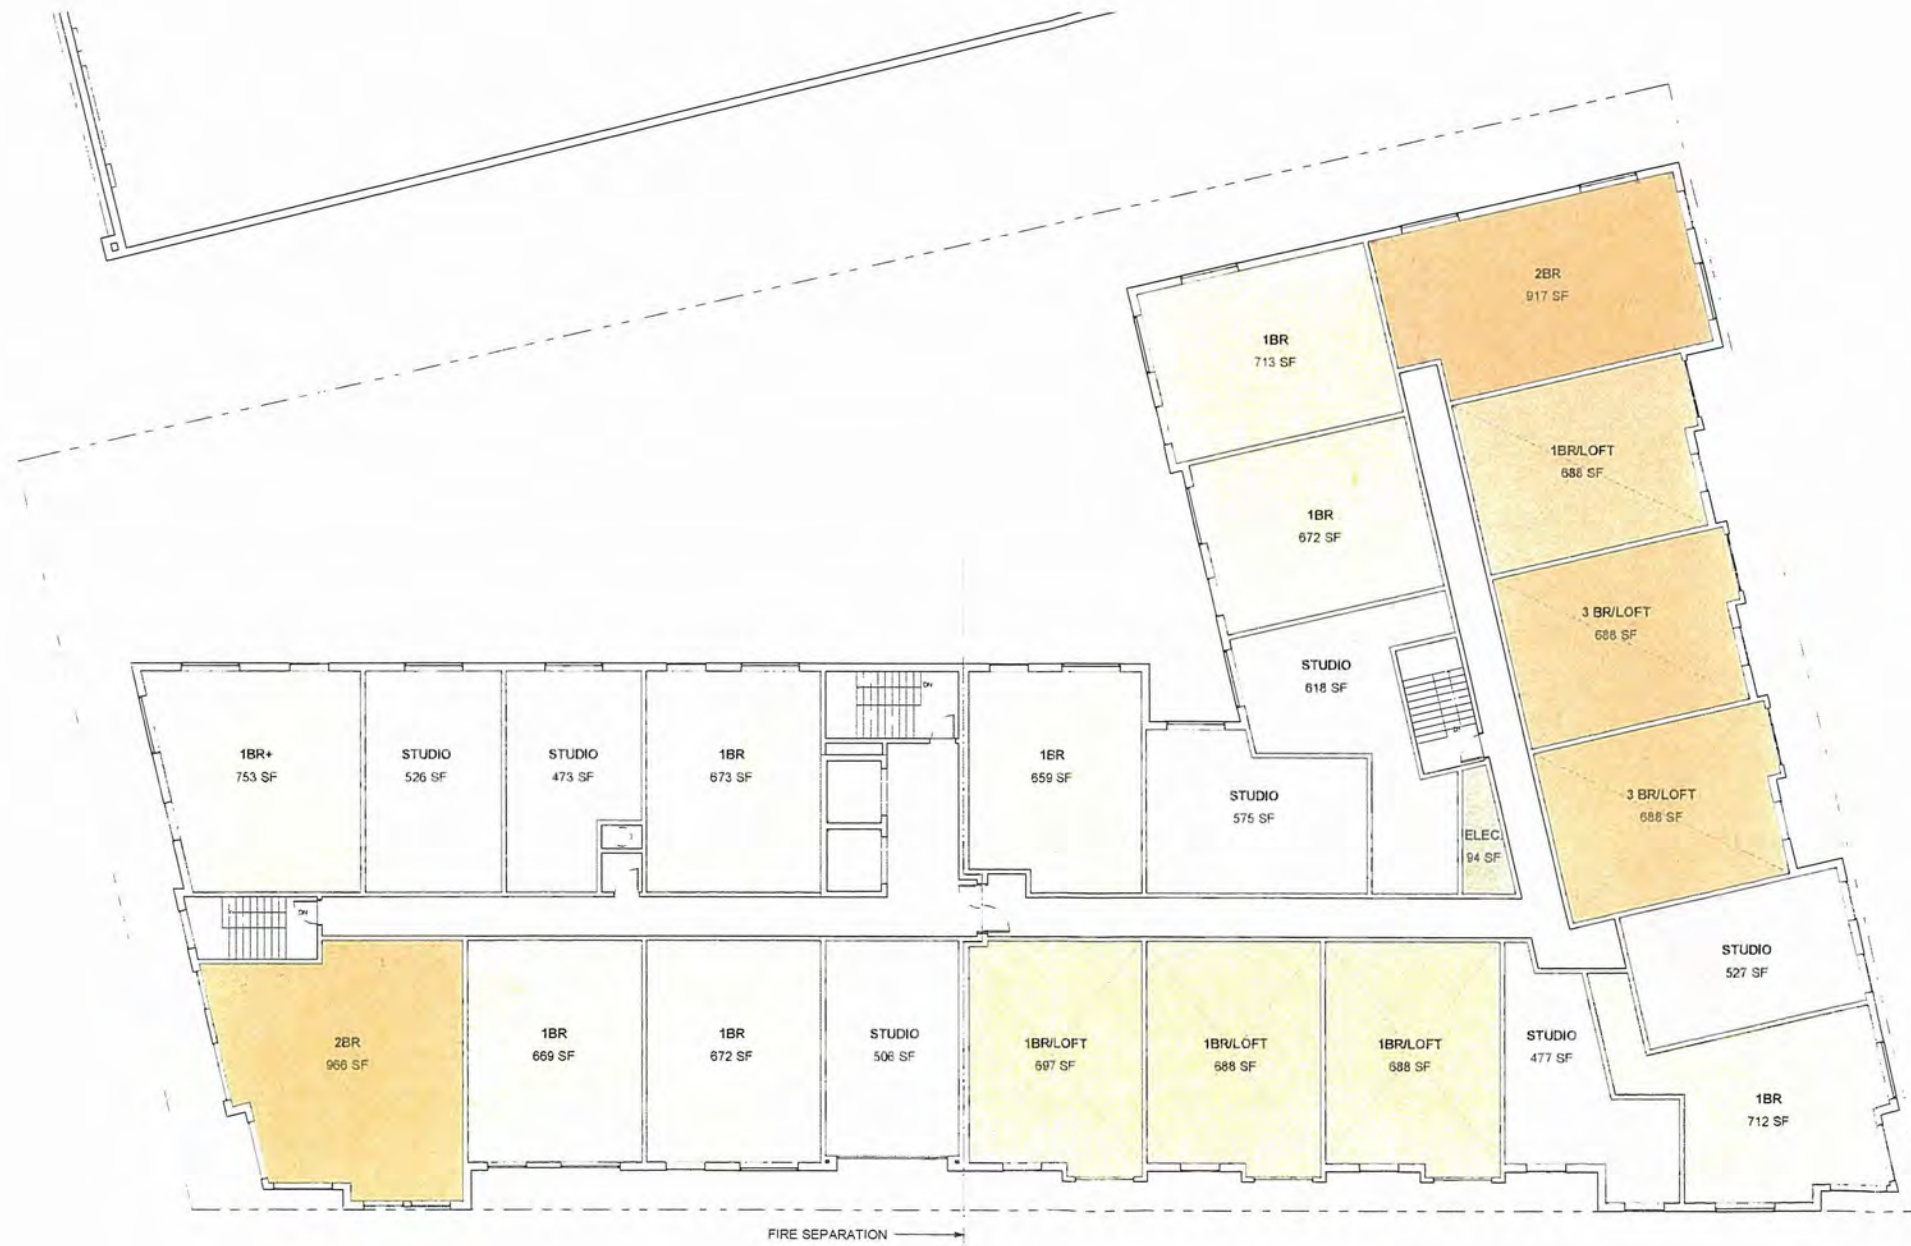 2BR
917 SF
1BR
713 SF
1BR/LOFT
688 SF
1BR
672 SF
3 BR/LOFT
688 SF
STUDIO
618 SF
DN
1BR+
753 SF
STUDIO
526 SF
STUDIO
473 SF
1BR
673 SF
DN
1BR
659 SF
STUDIO
575 SF
3 BR/LOFT
688 SF
ELEC.
94 SF
DN
STUDIO
527 SF
2BR
966 SF
1BR
669 SF
1BR
672 SF
STUDIO
506 SF
1BR/LOFT
697 SF
1BR/LOFT
688 SF
1BR/LOFT
688 SF
STUDIO
477 SF
1BR
712 SF
FIRE SEPARATION